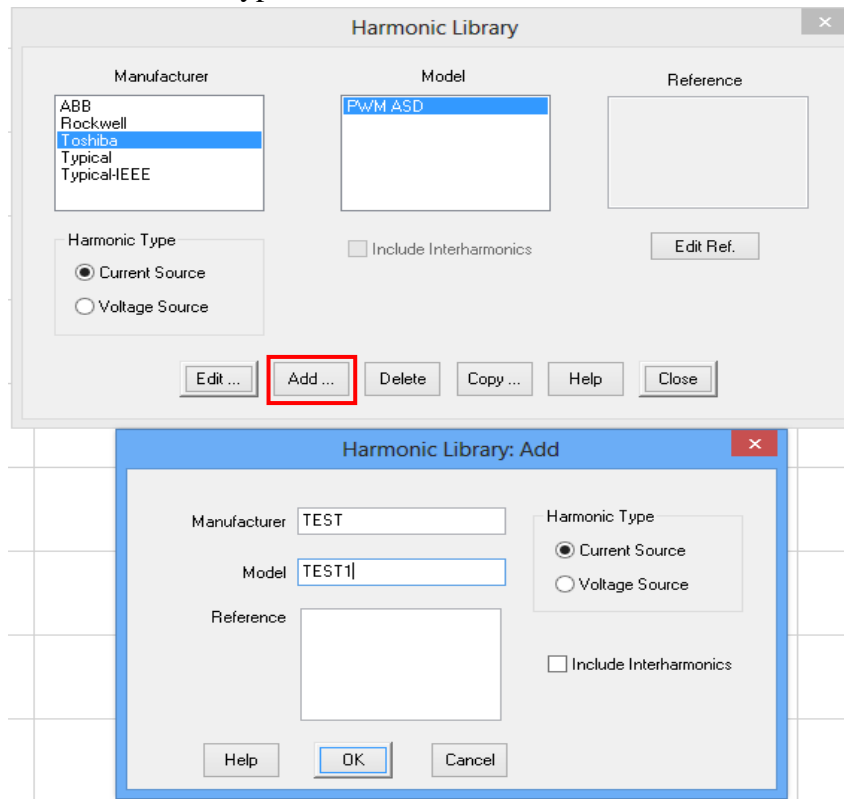 Harmonic Library
Manufacturer
Model
Reference
ABB
Rockwell
Toshiba
Typical
Typical-IEEE
PWM ASD
Harmonic Type
Current Source
Voltage Source
Include Interharmonics
Edit Ref.
Edit ... Add ... Delete Copy ... Help Close
Harmonic Library: Add
Manufacturer TEST
Model TEST1
Reference
Harmonic Type
Current Source
Voltage Source
Include Interharmonics
Help OK Cancel